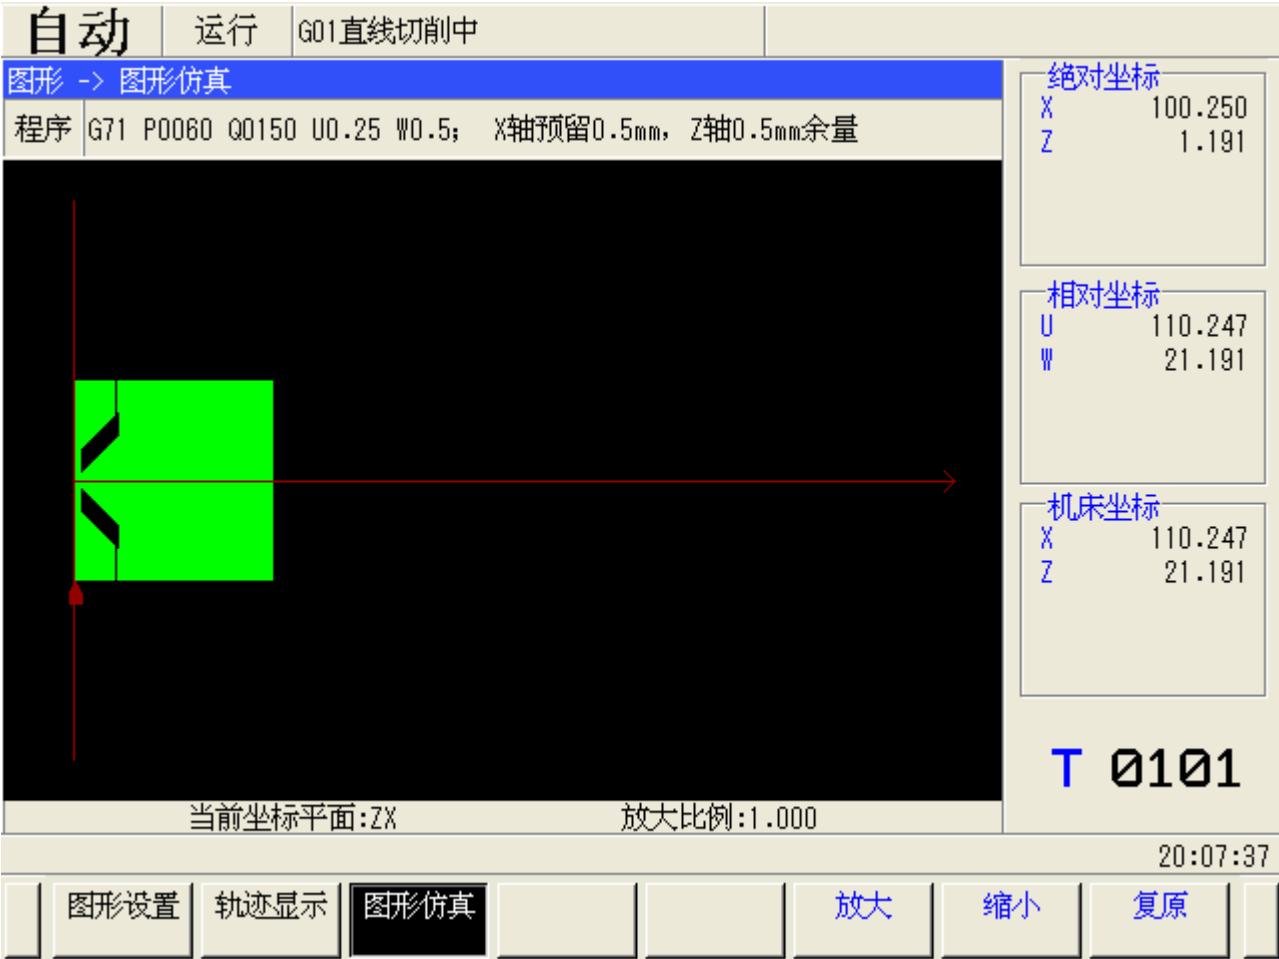 自动 运行 G01直线切削中
图形 -> 图形仿真
程序 G71 P0060 Q0150 U0.25 W0.5; X轴预留0.5mm, Z轴0.5mm余量
绝对坐标
X 100.250
Z 1.191
相对坐标
U 110.247
W 21.191
机床坐标
X 110.247
Z 21.191
T 0101
当前坐标平面:ZX 放大比例:1.000
20:07:37
图形设置 轨迹显示 图形仿真 放大 缩小 复原